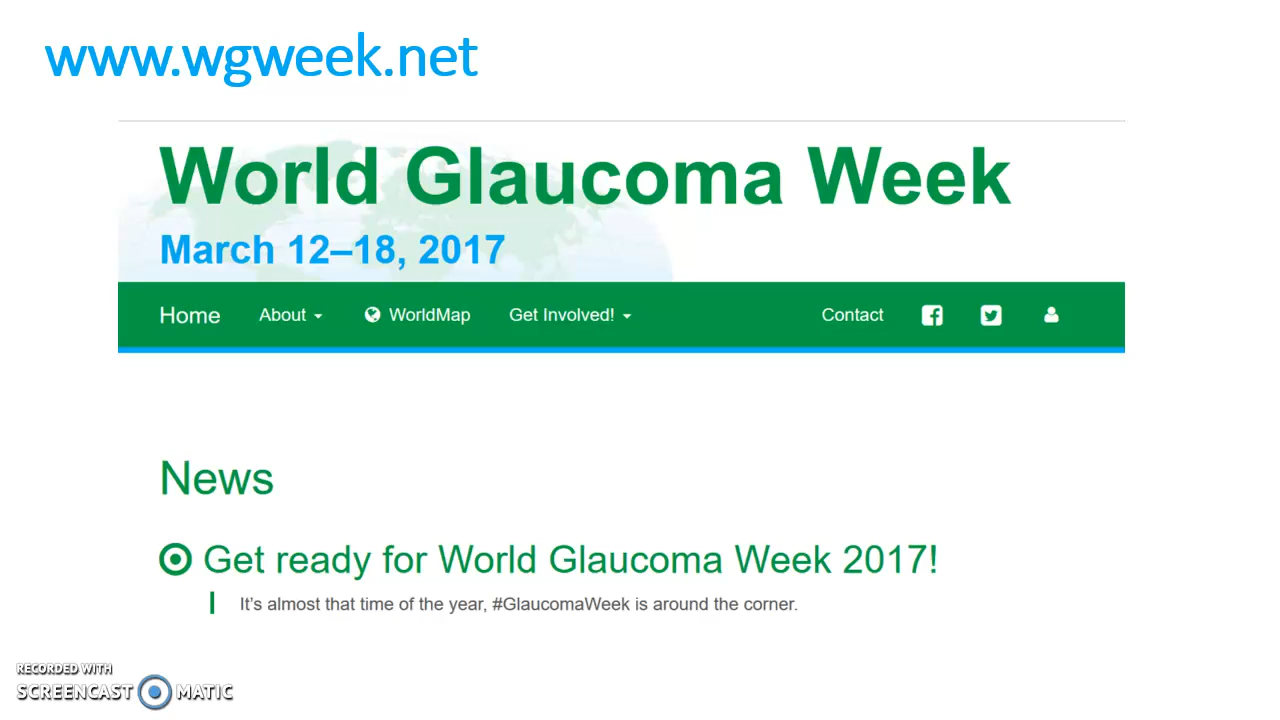 www.wgweek.net
World Glaucoma Week
March 12–18, 2017
Home About WorldMap Get Involved! Contact
News
Get ready for World Glaucoma Week 2017!
It's almost that time of the year, #GlaucomaWeek is around the corner.
RECORDED WITH
SCREENCAST MATIC